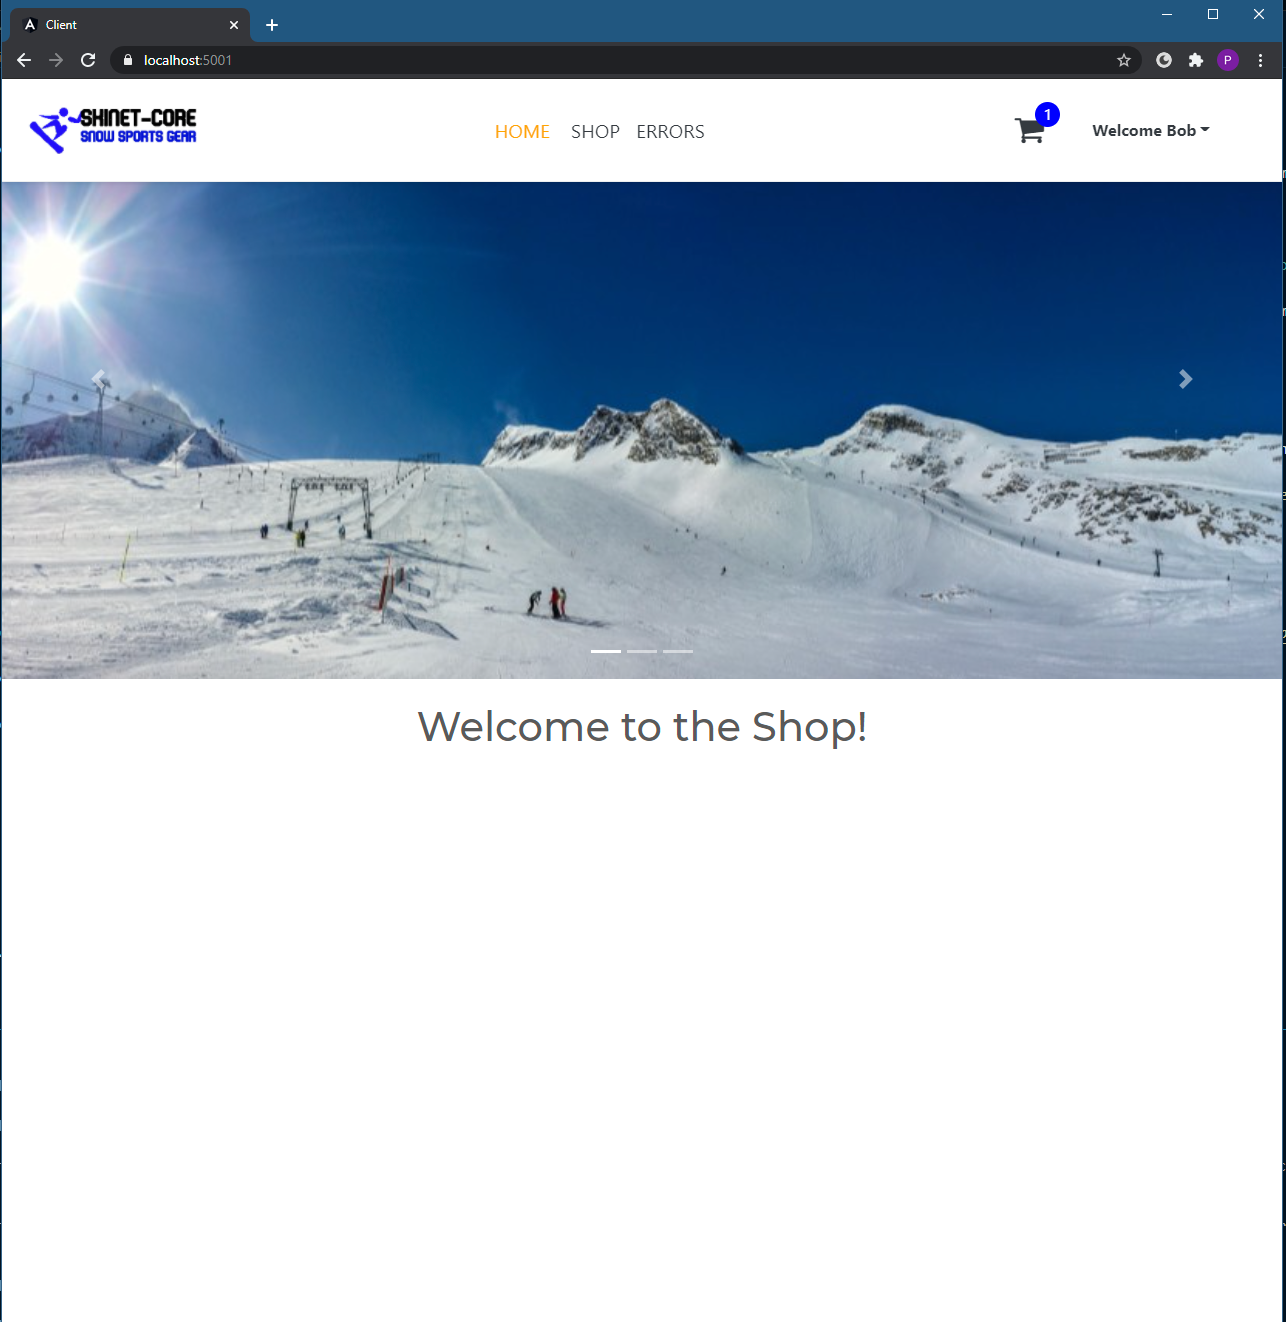 Client
localhost:5001
SHINET-CORE
SNOW SPORTS GEAR
HOME SHOP ERRORS
1
Welcome Bob
P
Welcome to the Shop!